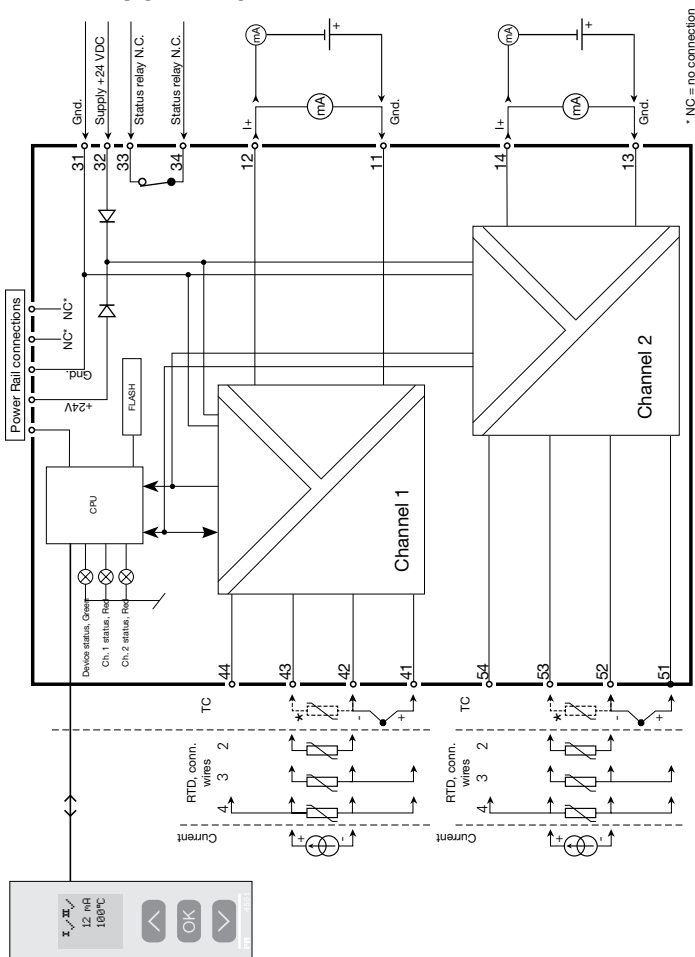 Gnd.
Supply +24 VDC
Status relay N.C.
Status relay N.C.
I+
mA
+
mA
Gnd.
I+
mA
+
mA
Gnd.
* NC = no connection
31
32
33
34
12
11
14
13
Power Rail connections
NC*
NC*
Gnd.
+24V
FLASH
CPU
Device status, Green
Ch. 1 status, Red
Ch. 2 status, Red
Channel 1
Channel 2
44
43
42
41
54
53
52
51
TC
*
-
+
TC
*
-
+
RTD, conn.
wires
2
3
4
RTD, conn.
wires
2
3
4
Current
+
-
Current
+
-
I II
12 mA
100°C
OK
PR